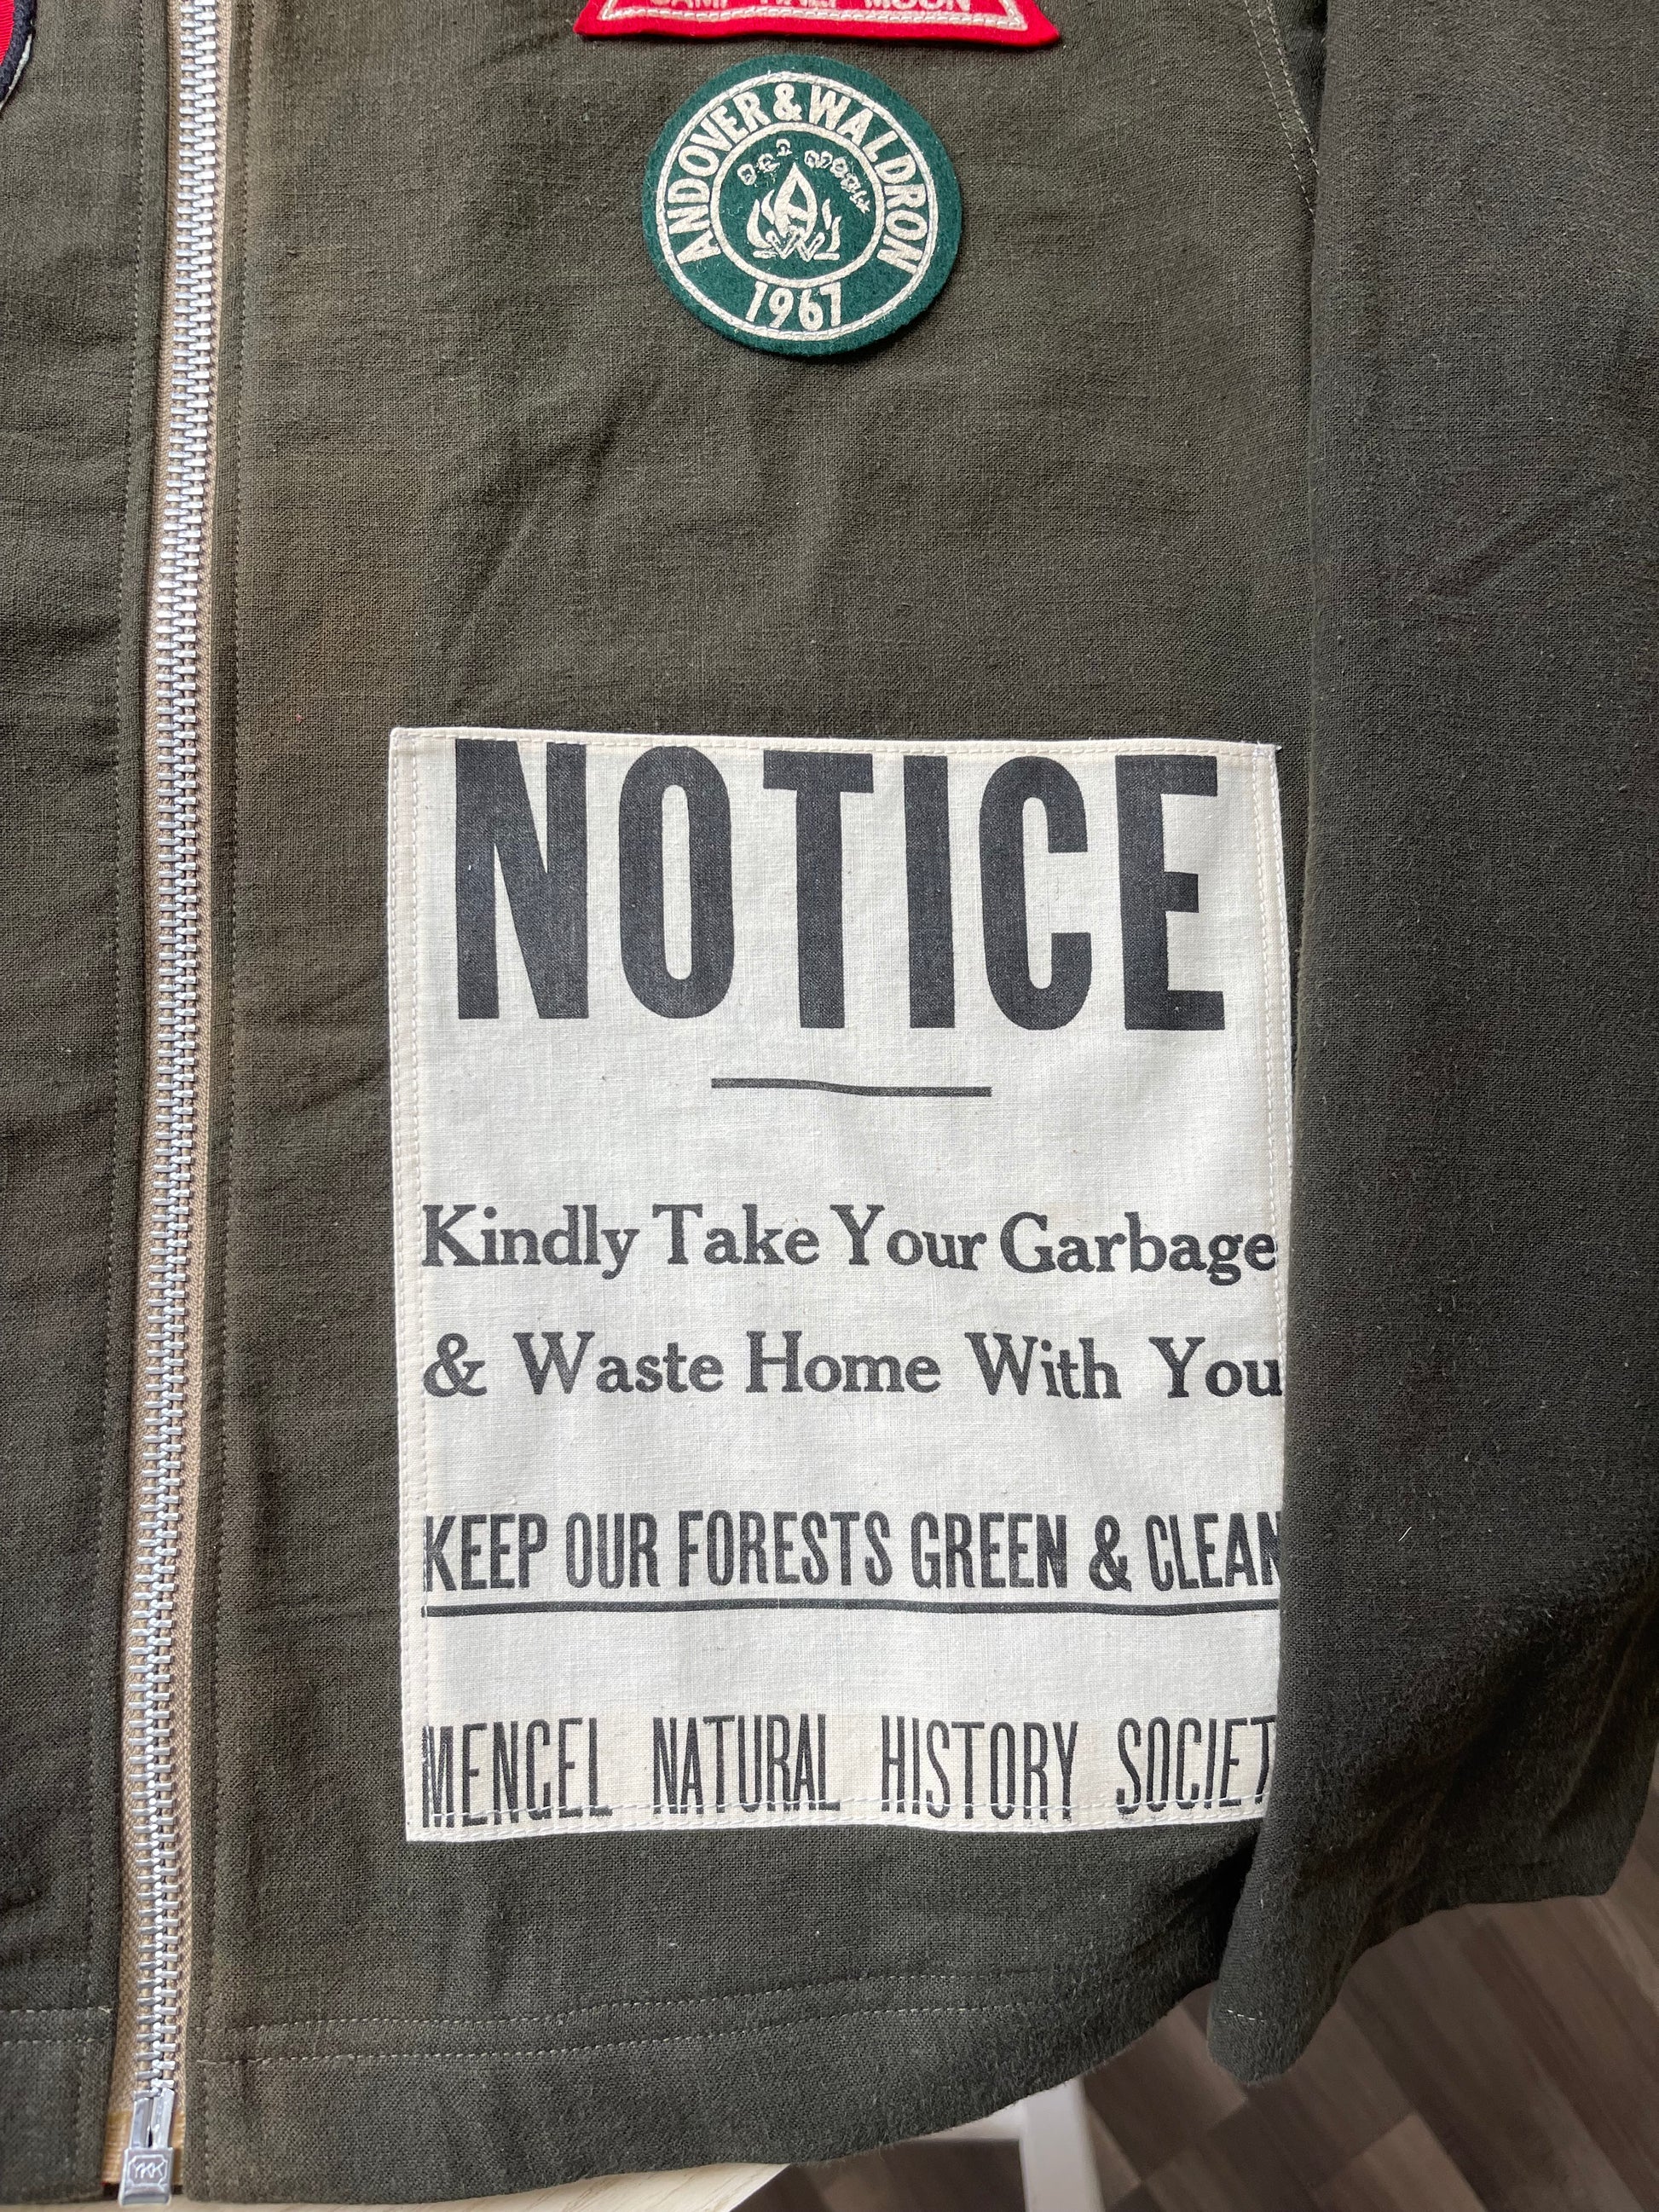 CAMP HALF MOON
ANDOVER & WALDRON
1967
NOTICE
Kindly Take Your Garbage
& Waste Home With You
KEEP OUR FORESTS GREEN & CLEAN
MENGEL NATURAL HISTORY SOCIET